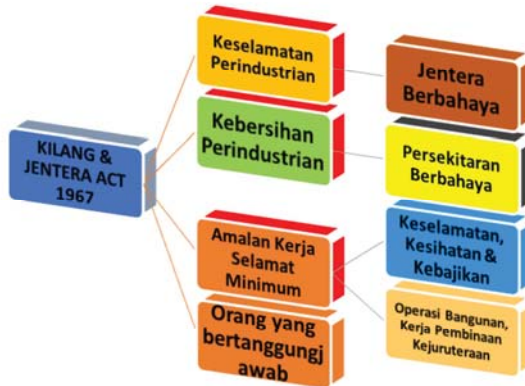 KILANG &
JENTERA ACT
1967
Keselamatan
Perindustrian
Kebersihan
Perindustrian
Amalan Kerja
Selamat
Minimum
Orang yang
bertanggungj
awab
Jentera
Berbahaya
Persekitaran
Berbahaya
Keselamatan,
Kesihatan &
Kebajikan
Operasi Bangunan,
Kerja Pembinaan
Kejuruteraan